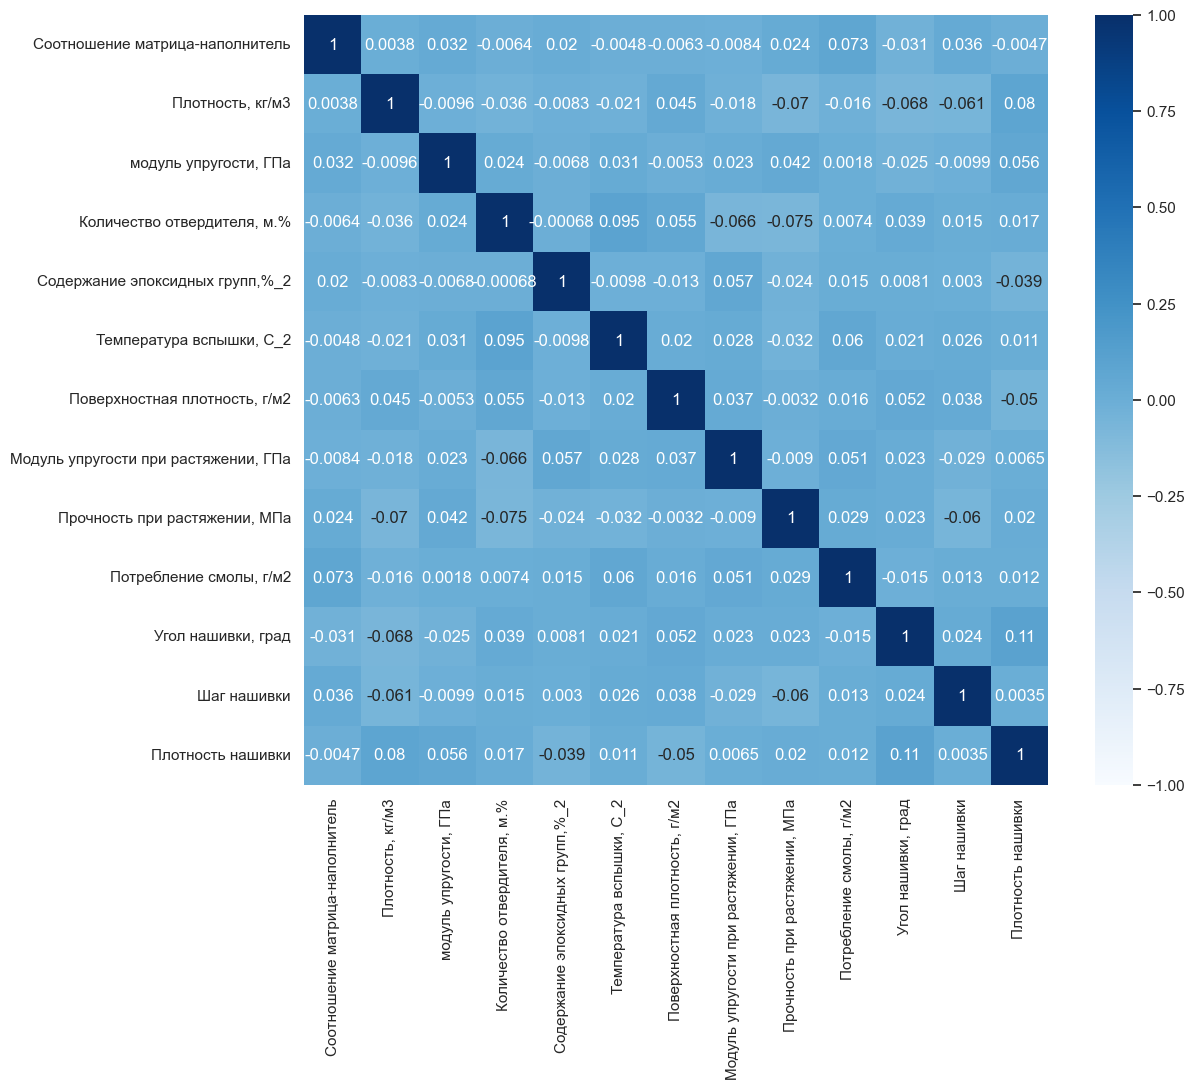 Соотношение матрица-наполнитель 1 0.0038 0.032 -0.0064 0.02 -0.0048 -0.0063 -0.0084 0.024 0.073 -0.031 0.036 -0.0047
Плотность, кг/м3 0.0038 1 -0.0096 -0.036 -0.0083 -0.021 0.045 -0.018 -0.07 -0.016 -0.068 -0.061 0.08
модуль упругости, ГПа 0.032 -0.0096 1 0.024 -0.0068 0.031 -0.0053 0.023 0.042 0.0018 -0.025 -0.0099 0.056
Количество отвердителя, м.% -0.0064 -0.036 0.024 1 -0.00068 0.095 0.055 -0.066 -0.075 0.0074 0.039 0.015 0.017
Содержание эпоксидных групп,%_2 0.02 -0.0083 -0.0068 -0.00068 1 -0.0098 -0.013 0.057 -0.024 0.015 0.0081 0.003 -0.039
Температура вспышки, С_2 -0.0048 -0.021 0.031 0.095 -0.0098 1 0.02 0.028 -0.032 0.06 0.021 0.026 0.011
Поверхностная плотность, г/м2 -0.0063 0.045 -0.0053 0.055 -0.013 0.02 1 0.037 -0.0032 0.016 0.052 0.038 -0.05
Модуль упругости при растяжении, ГПа -0.0084 -0.018 0.023 -0.066 0.057 0.028 0.037 1 -0.009 0.051 0.023 -0.029 0.0065
Прочность при растяжении, МПа 0.024 -0.07 0.042 -0.075 -0.024 -0.032 -0.0032 -0.009 1 0.029 0.023 -0.06 0.02
Потребление смолы, г/м2 0.073 -0.016 0.0018 0.0074 0.015 0.06 0.016 0.051 0.029 1 -0.015 0.013 0.012
Угол нашивки, град -0.031 -0.068 -0.025 0.039 0.0081 0.021 0.052 0.023 0.023 -0.015 1 0.024 0.11
Шаг нашивки 0.036 -0.061 -0.0099 0.015 0.003 0.026 0.038 -0.029 -0.06 0.013 0.024 1 0.0035
Плотность нашивки -0.0047 0.08 0.056 0.017 -0.039 0.011 -0.05 0.0065 0.02 0.012 0.11 0.0035 1
Соотношение матрица-наполнитель
Плотность, кг/м3
модуль упругости, ГПа
Количество отвердителя, м.%
Содержание эпоксидных групп,%_2
Температура вспышки, С_2
Поверхностная плотность, г/м2
Модуль упругости при растяжении, ГПа
Прочность при растяжении, МПа
Потребление смолы, г/м2
Угол нашивки, град
Шаг нашивки
Плотность нашивки
1.00
0.75
0.50
0.25
0.00
−0.25
−0.50
−0.75
−1.00